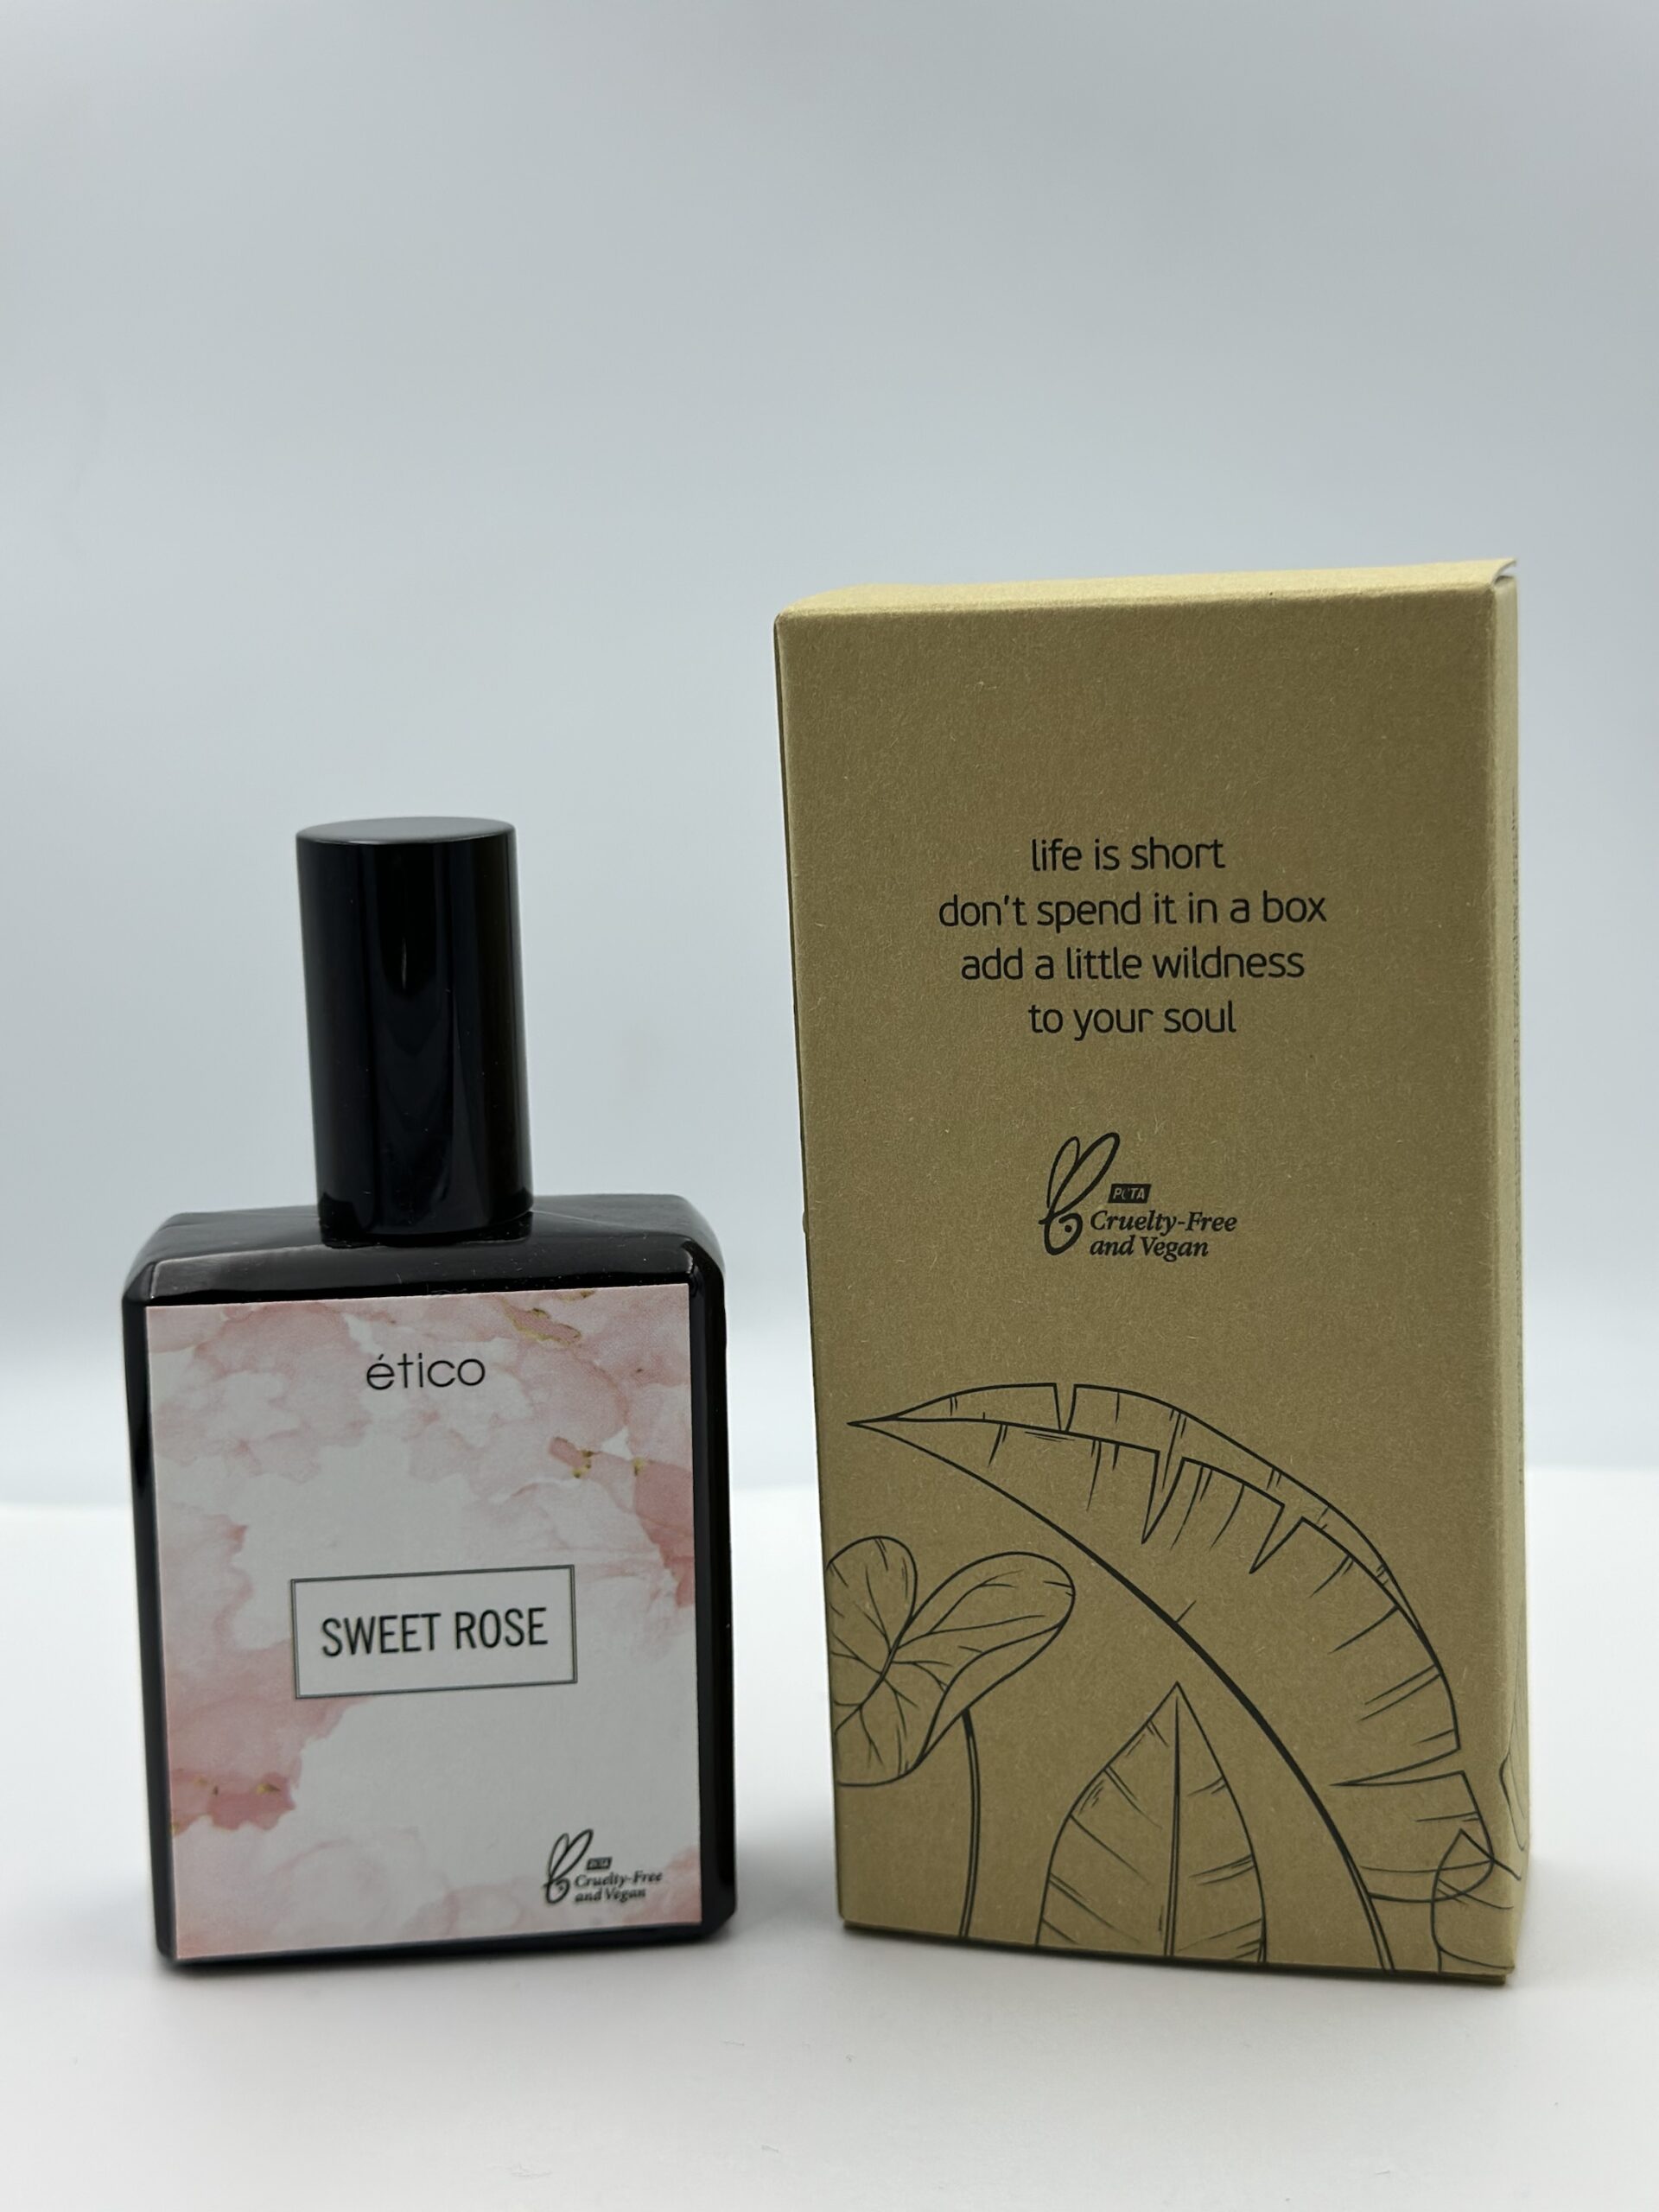 ético
SWEET ROSE
PETA
Cruelty-Free
and Vegan
life is short
don't spend it in a box
add a little wildness
to your soul
PETA
Cruelty-Free
and Vegan